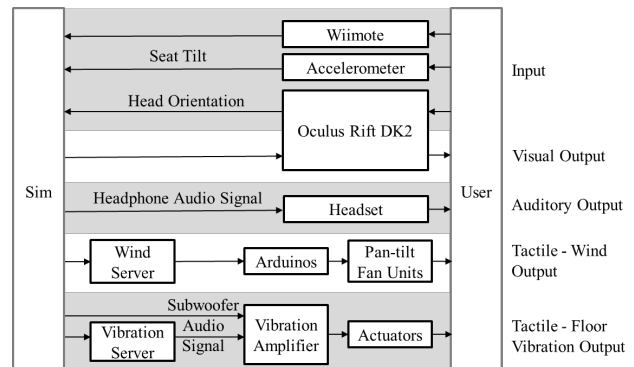 Wiimote
Seat Tilt
Accelerometer
Input
Head Orientation
Oculus Rift DK2
Visual Output
Sim
User
Headphone Audio Signal
Headset
Auditory Output
Wind
Server
Arduinos
Pan-tilt
Fan Units
Tactile - Wind
Output
Subwoofer
Audio
Signal
Vibration
Server
Vibration
Amplifier
Actuators
Tactile - Floor
Vibration Output